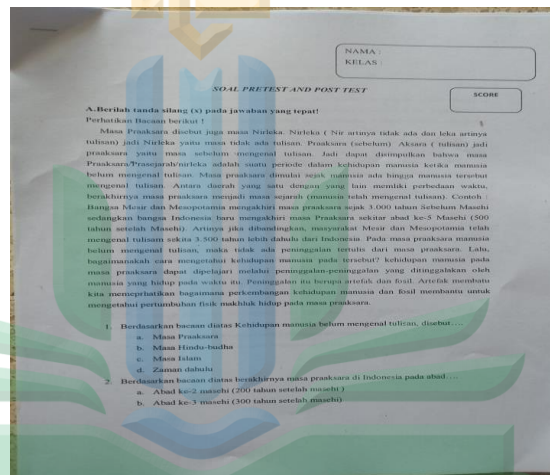 NAMA :
KELAS :
SOAL PRETEST AND POST TEST
SCORE
A.Berilah tanda silang (x) pada jawaban yang tepat!
Perhatikan Bacaan berikut !
Masa Praaksara disebut juga masa Nirleka. Nirleka ( Nir artinya tidak ada dan leka artinya
tulisan) jadi Nirleka yaitu masa tidak ada tulisan. Praaksara (sebelum) Aksara ( tulisan) jadi
praaksara yaitu masa sebelum mengenal tulisan. Jadi dapat disimpulkan bahwa masa
Praaksara/Prasejarah/nirleka adalah suatu periode dalam kehidupan manusia ketika manusia
belum mengenal tulisan. Masa praaksara dimulai sejak manusia ada hingga manusia tersebut
mengenal tulisan. Antara daerah yang satu dengan yang lain memliki perbedaan waktu,
berakhirnya masa praaksara menjadi masa sejarah (manusia telah mengenal tulisan). Contoh :
Bangsa Mesir dan Mesopotamia mengakhiri masa praaksara sejak 3.000 tahun Sebelum Masehi
sedangkan bangsa Indonesia baru mengakhiri masa Praaksara sekitar abad ke-5 Masehi (500
tahun setelah Masehi). Artinya jika dibandingkan, masyarakat Mesir dan Mesopotamia telah
mengenal tulisam sekita 3.500 tahun lebih dahulu dari Indonesia. Pada masa praaksara manusia
belum mengenal tulisan, maka tidak ada peninggalan tertulis dari masa praaksara. Lalu,
bagaimanakah cara mengetahui kehidupan manusia pada tersebut? kehidupan manusia pada
masa praaksara dapat dipelajari melalui peninggalan-peninggalan yang ditinggalakan oleh
manusia yang hidup pada waktu itu. Peninggalan itu berupa artefak dan fosil. Artefak membatu
kita memeprhatikan bagaimana perkembangan kehidupan manusia dan fosil membantu untuk
mengetahui pertumbuhan fisik makhluk hidup pada masa praaksara.
1. Berdasarkan bacaan diatas Kehidupan manusia belum mengenal tulisan, disebut....
a. Masa Praaksara
b. Masa Hindu-budha
c. Masa Islam
d. Zaman dahulu
2. Berdasarkan bacaan diatas berakhirnya masa praaksara di Indonesia pada abad....
a. Abad ke-2 masehi (200 tahun setelah masehi )
b. Abad ke-3 masehi (300 tahun setelah masehi)